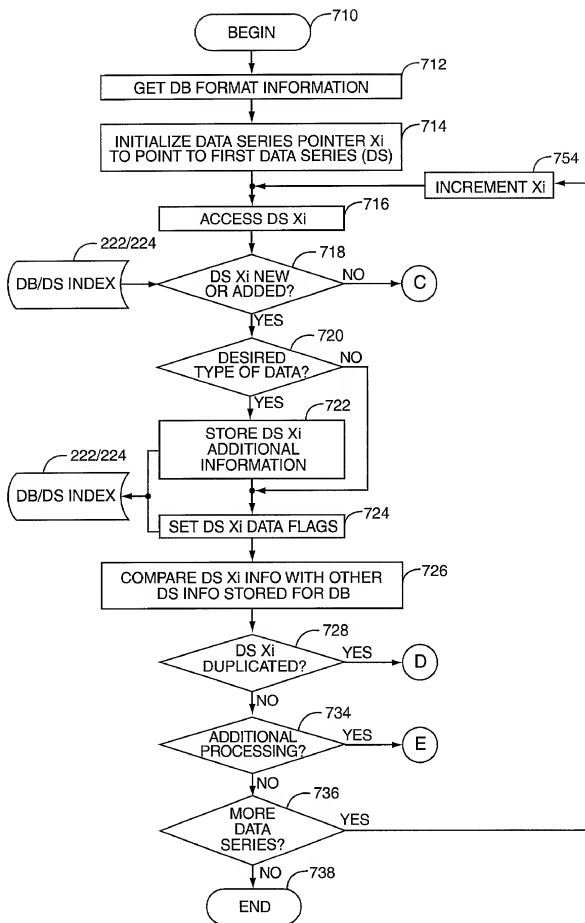 BEGIN
710
GET DB FORMAT INFORMATION
712
INITIALIZE DATA SERIES POINTER Xi
TO POINT TO FIRST DATA SERIES (DS)
714
INCREMENT Xi
754
ACCESS DS Xi
716
222/224
DB/DS INDEX
DS Xi NEW
OR ADDED?
718
NO
C
YES
DESIRED
TYPE OF DATA?
720
NO
YES
STORE DS Xi
ADDITIONAL
INFORMATION
722
222/224
DB/DS INDEX
SET DS Xi DATA FLAGS
724
COMPARE DS Xi INFO WITH OTHER
DS INFO STORED FOR DB
726
DS Xi
DUPLICATED?
728
YES
D
NO
ADDITIONAL
PROCESSING?
734
YES
E
NO
MORE
DATA
SERIES?
736
YES
NO
END
738